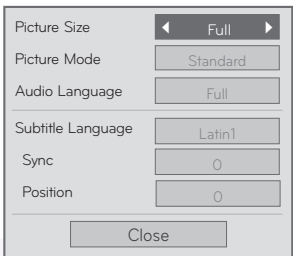 Picture Size ◀ Full ▶
Picture Mode Standard
Audio Language Full
Subtitle Language Latin1
Sync 0
Position 0
Close